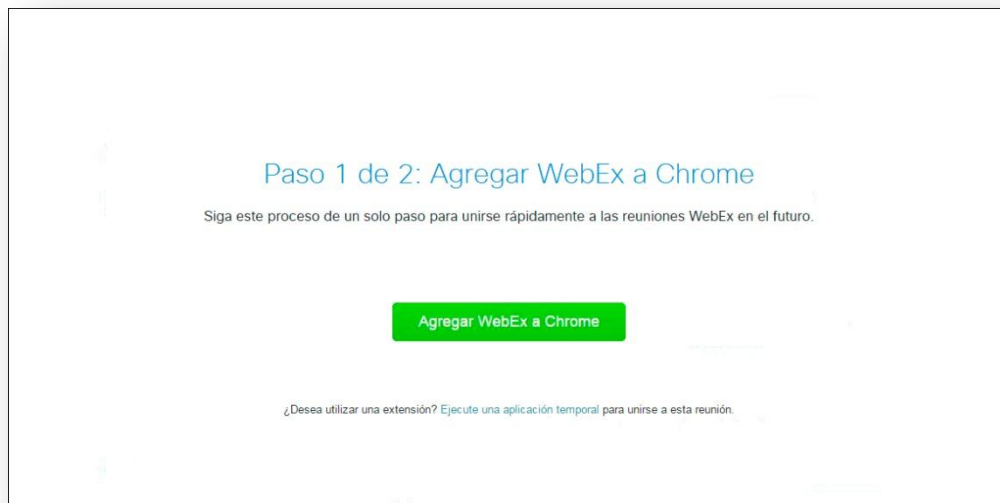 Paso 1 de 2: Agregar WebEx a Chrome
Siga este proceso de un solo paso para unirse rápidamente a las reuniones WebEx en el futuro.
Agregar WebEx a Chrome
¿Desea utilizar una extensión? Ejecute una aplicación temporal para unirse a esta reunión.